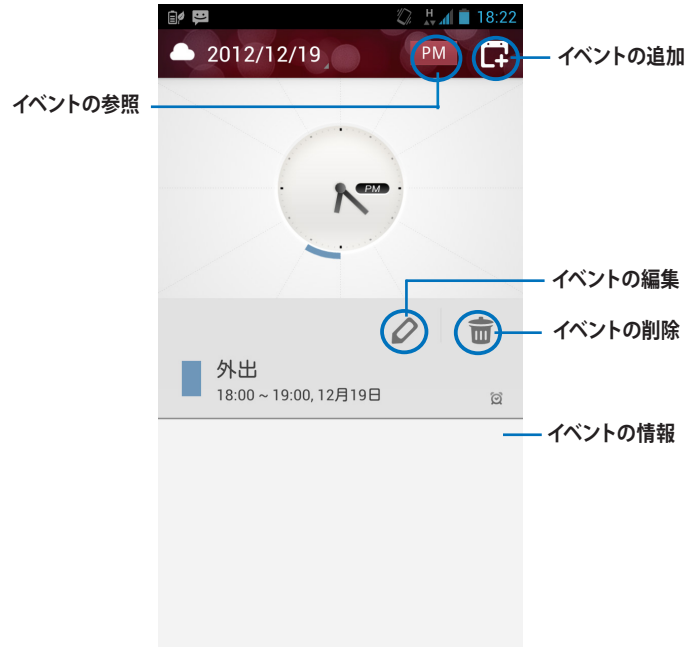 H 18:22
2012/12/19 PM
イベントの追加
イベントの参照
PM
イベントの編集
イベントの削除
外出
18:00 ~ 19:00, 12月19日
イベントの情報